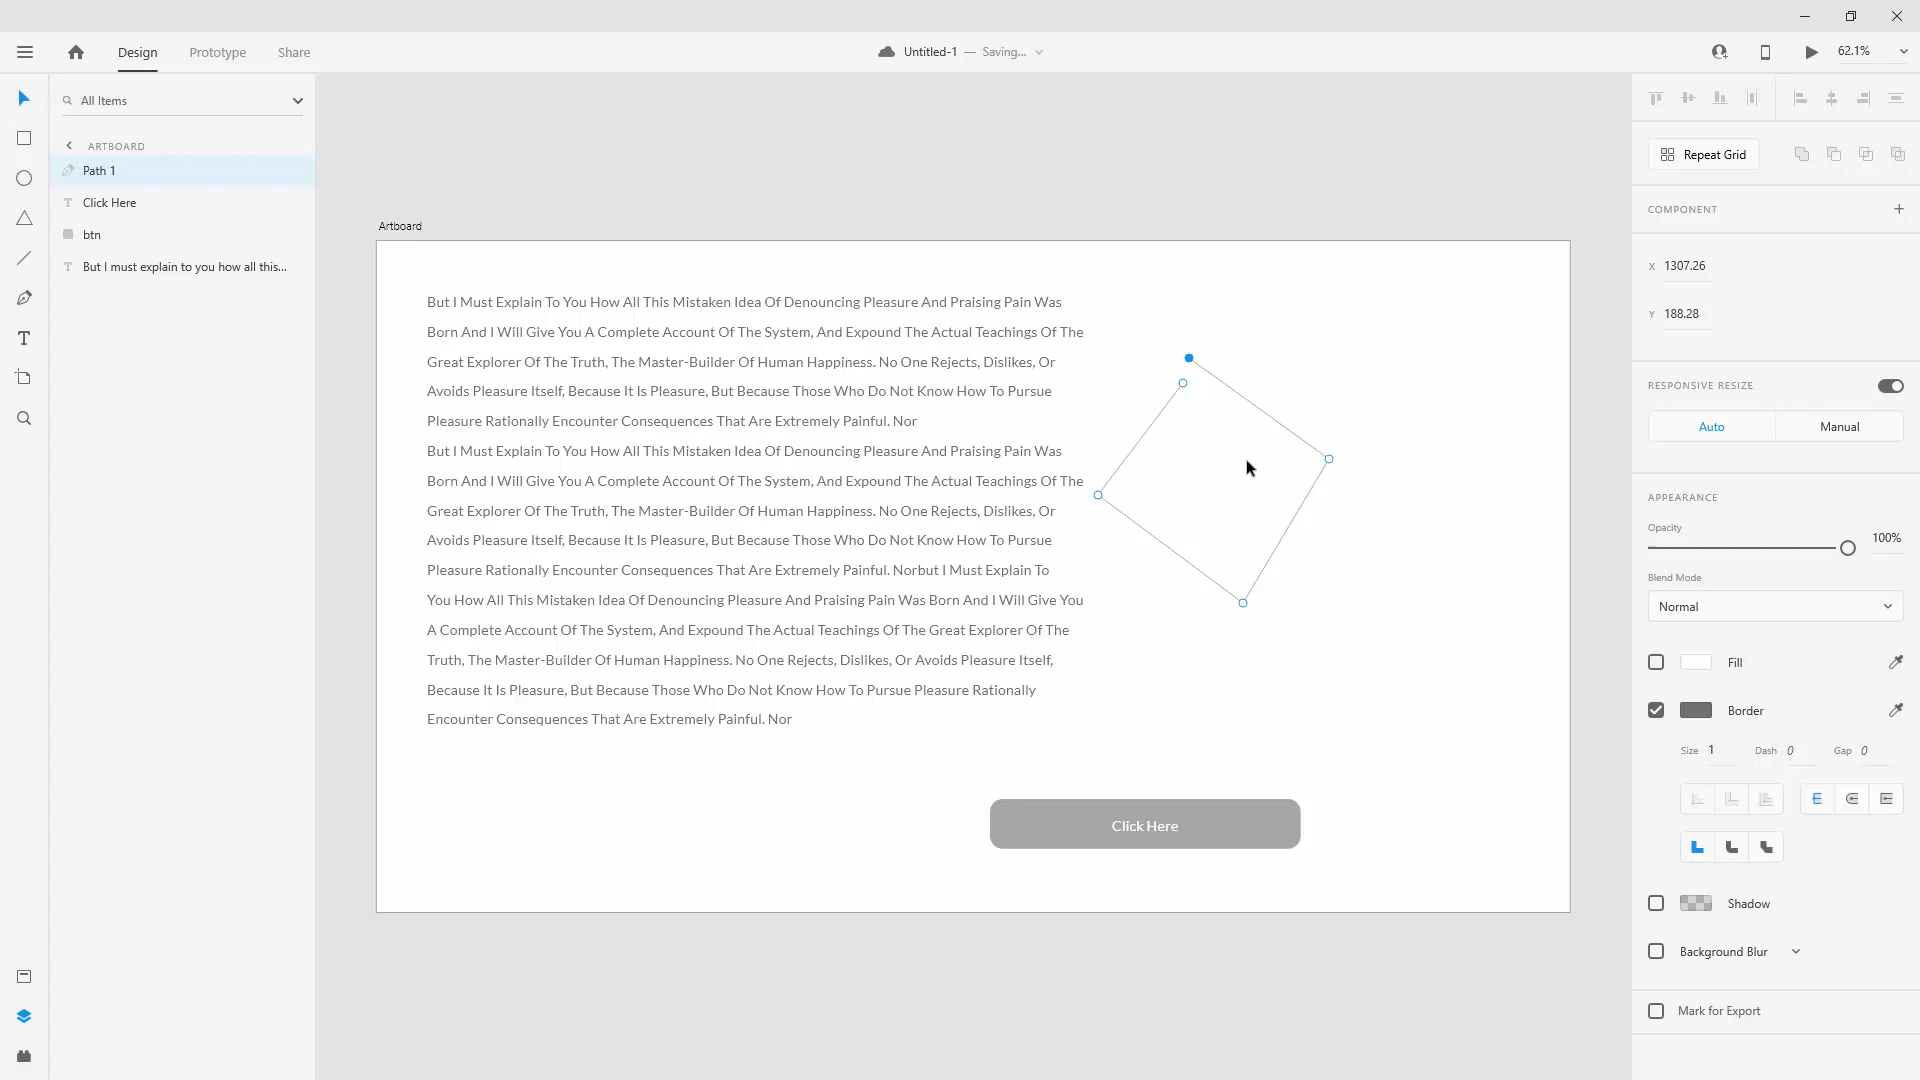 Design
Prototype
Share
Untitled-1 — Saving...
62.1%
All Items
ARTBOARD
Path 1
Click Here
btn
But I must explain to you how all this...
Artboard
But I Must Explain To You How All This Mistaken Idea Of Denouncing Pleasure And Praising Pain Was
Born And I Will Give You A Complete Account Of The System, And Expound The Actual Teachings Of The
Great Explorer Of The Truth, The Master-Builder Of Human Happiness. No One Rejects, Dislikes, Or
Avoids Pleasure Itself, Because It Is Pleasure, But Because Those Who Do Not Know How To Pursue
Pleasure Rationally Encounter Consequences That Are Extremely Painful. Nor
But I Must Explain To You How All This Mistaken Idea Of Denouncing Pleasure And Praising Pain Was
Born And I Will Give You A Complete Account Of The System, And Expound The Actual Teachings Of The
Great Explorer Of The Truth, The Master-Builder Of Human Happiness. No One Rejects, Dislikes, Or
Avoids Pleasure Itself, Because It Is Pleasure, But Because Those Who Do Not Know How To Pursue
Pleasure Rationally Encounter Consequences That Are Extremely Painful. Norbut I Must Explain To
You How All This Mistaken Idea Of Denouncing Pleasure And Praising Pain Was Born And I Will Give You
A Complete Account Of The System, And Expound The Actual Teachings Of The Great Explorer Of The
Truth, The Master-Builder Of Human Happiness. No One Rejects, Dislikes, Or Avoids Pleasure Itself,
Because It Is Pleasure, But Because Those Who Do Not Know How To Pursue Pleasure Rationally
Encounter Consequences That Are Extremely Painful. Nor
Click Here
Repeat Grid
COMPONENT
X 1307.26
Y 188.28
RESPONSIVE RESIZE
Auto
Manual
APPEARANCE
Opacity
100%
Blend Mode
Normal
Fill
Border
Size 1 Dash 0 Gap 0
Shadow
Background Blur
Mark for Export